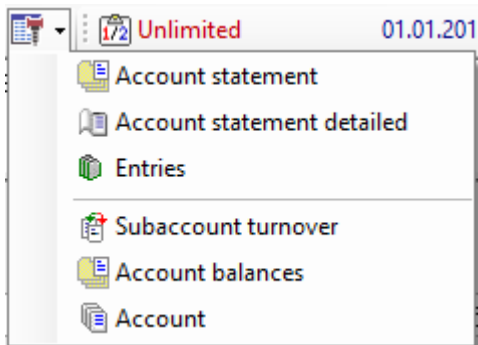 Unlimited 01.01.201
Account statement
Account statement detailed
Entries
Subaccount turnover
Account balances
Account